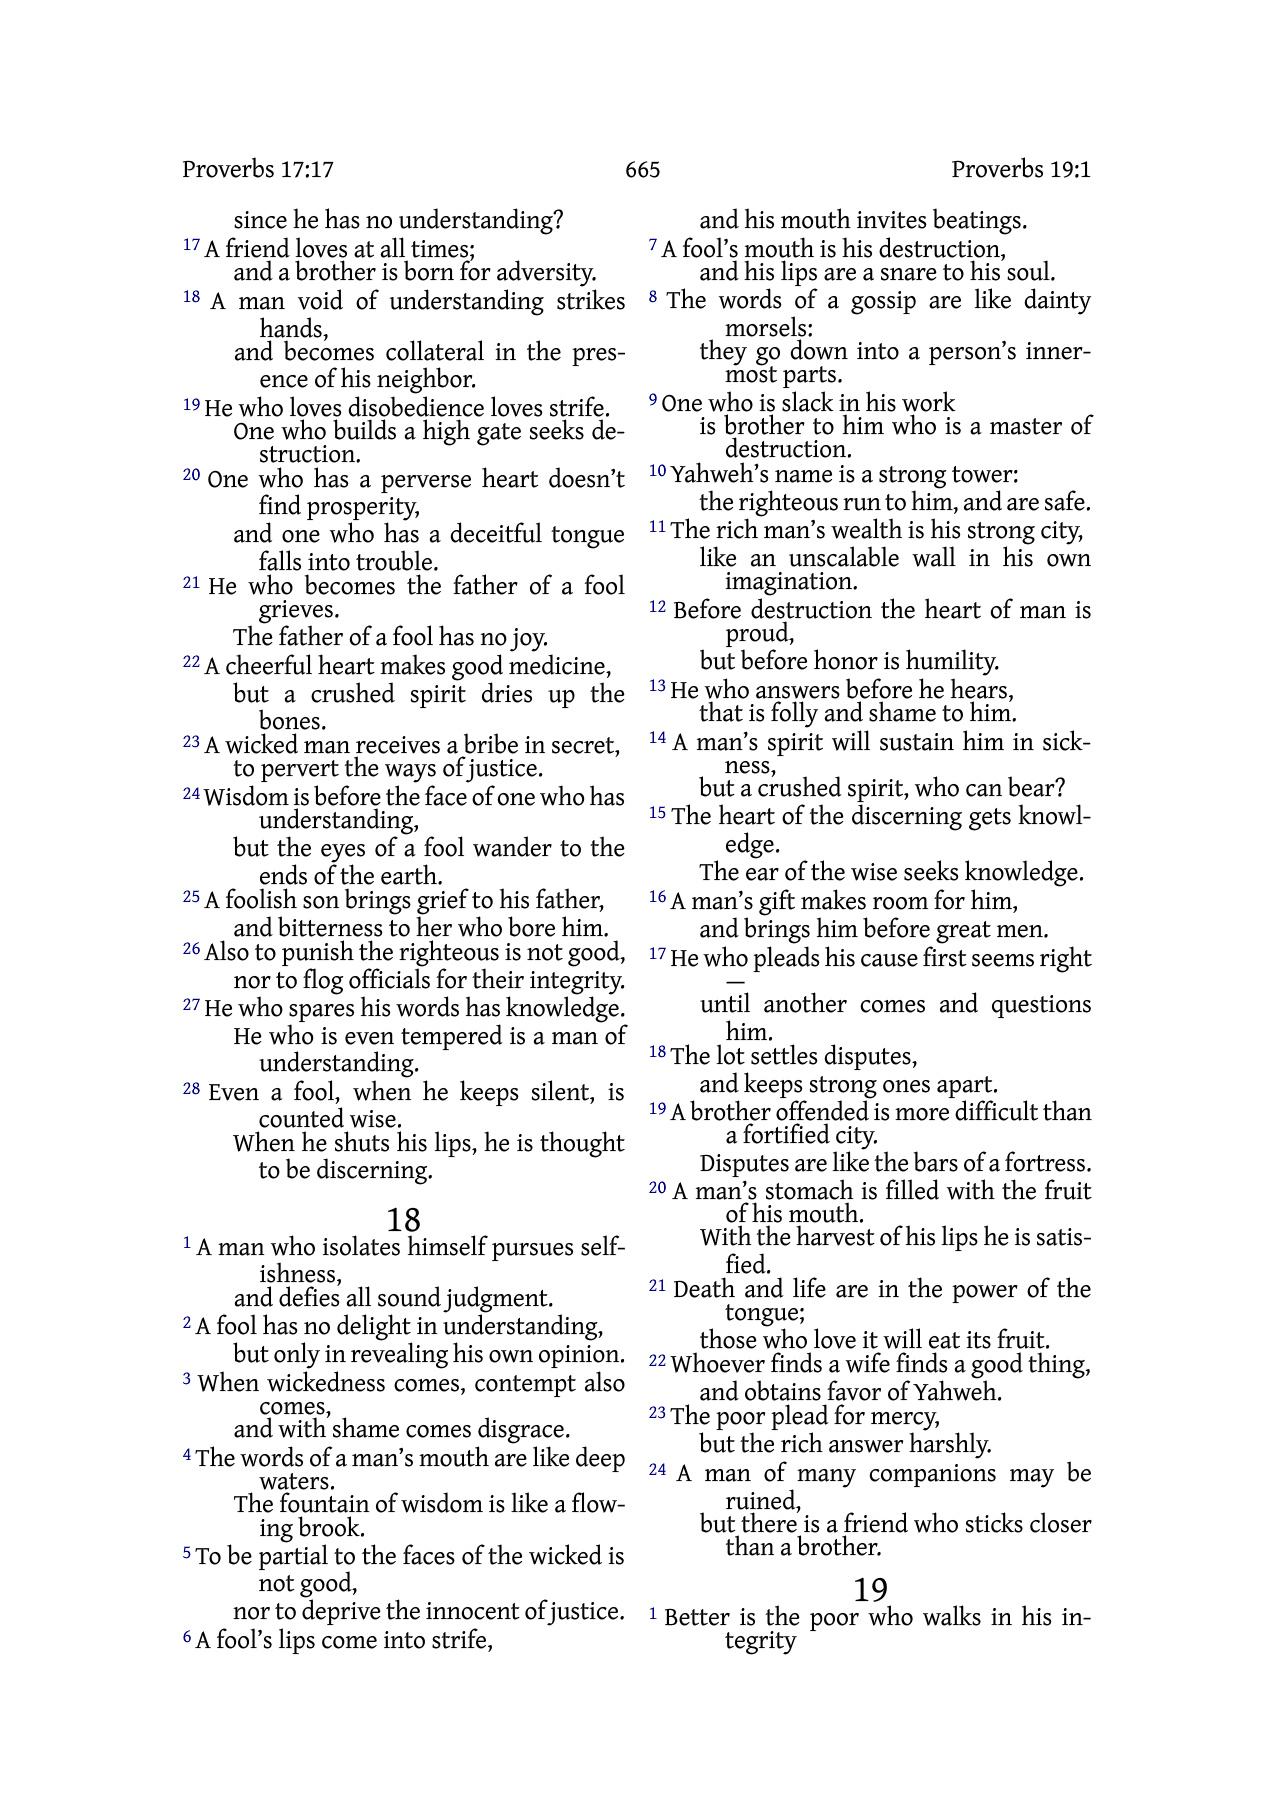 Proverbs 17:17 665 Proverbs 19:1
since he has no understanding?
17 A friend loves at all times;
and a brother is born for adversity.
18 A man void of understanding strikes
hands,
and becomes collateral in the pres-
ence of his neighbor.
19 He who loves disobedience loves strife.
One who builds a high gate seeks de-
struction.
20 One who has a perverse heart doesn’t
find prosperity,
and one who has a deceitful tongue
falls into trouble.
21 He who becomes the father of a fool
grieves.
The father of a fool has no joy.
22 A cheerful heart makes good medicine,
but a crushed spirit dries up the
bones.
23 A wicked man receives a bribe in secret,
to pervert the ways of justice.
24 Wisdom is before the face of one who has
understanding,
but the eyes of a fool wander to the
ends of the earth.
25 A foolish son brings grief to his father,
and bitterness to her who bore him.
26 Also to punish the righteous is not good,
nor to flog officials for their integrity.
27 He who spares his words has knowledge.
He who is even tempered is a man of
understanding.
28 Even a fool, when he keeps silent, is
counted wise.
When he shuts his lips, he is thought
to be discerning.
18
1 A man who isolates himself pursues self-
ishness,
and defies all sound judgment.
2 A fool has no delight in understanding,
but only in revealing his own opinion.
3 When wickedness comes, contempt also
comes,
and with shame comes disgrace.
4 The words of a man’s mouth are like deep
waters.
The fountain of wisdom is like a flow-
ing brook.
5 To be partial to the faces of the wicked is
not good,
nor to deprive the innocent of justice.
6 A fool’s lips come into strife,
and his mouth invites beatings.
7 A fool’s mouth is his destruction,
and his lips are a snare to his soul.
8 The words of a gossip are like dainty
morsels:
they go down into a person’s inner-
most parts.
9 One who is slack in his work
is brother to him who is a master of
destruction.
10 Yahweh’s name is a strong tower:
the righteous run to him, and are safe.
11 The rich man’s wealth is his strong city,
like an unscalable wall in his own
imagination.
12 Before destruction the heart of man is
proud,
but before honor is humility.
13 He who answers before he hears,
that is folly and shame to him.
14 A man’s spirit will sustain him in sick-
ness,
but a crushed spirit, who can bear?
15 The heart of the discerning gets knowl-
edge.
The ear of the wise seeks knowledge.
16 A man’s gift makes room for him,
and brings him before great men.
17 He who pleads his cause first seems right
—
until another comes and questions
him.
18 The lot settles disputes,
and keeps strong ones apart.
19 A brother offended is more difficult than
a fortified city.
Disputes are like the bars of a fortress.
20 A man’s stomach is filled with the fruit
of his mouth.
With the harvest of his lips he is satis-
fied.
21 Death and life are in the power of the
tongue;
those who love it will eat its fruit.
22 Whoever finds a wife finds a good thing,
and obtains favor of Yahweh.
23 The poor plead for mercy,
but the rich answer harshly.
24 A man of many companions may be
ruined,
but there is a friend who sticks closer
than a brother.
19
1 Better is the poor who walks in his in-
tegrity